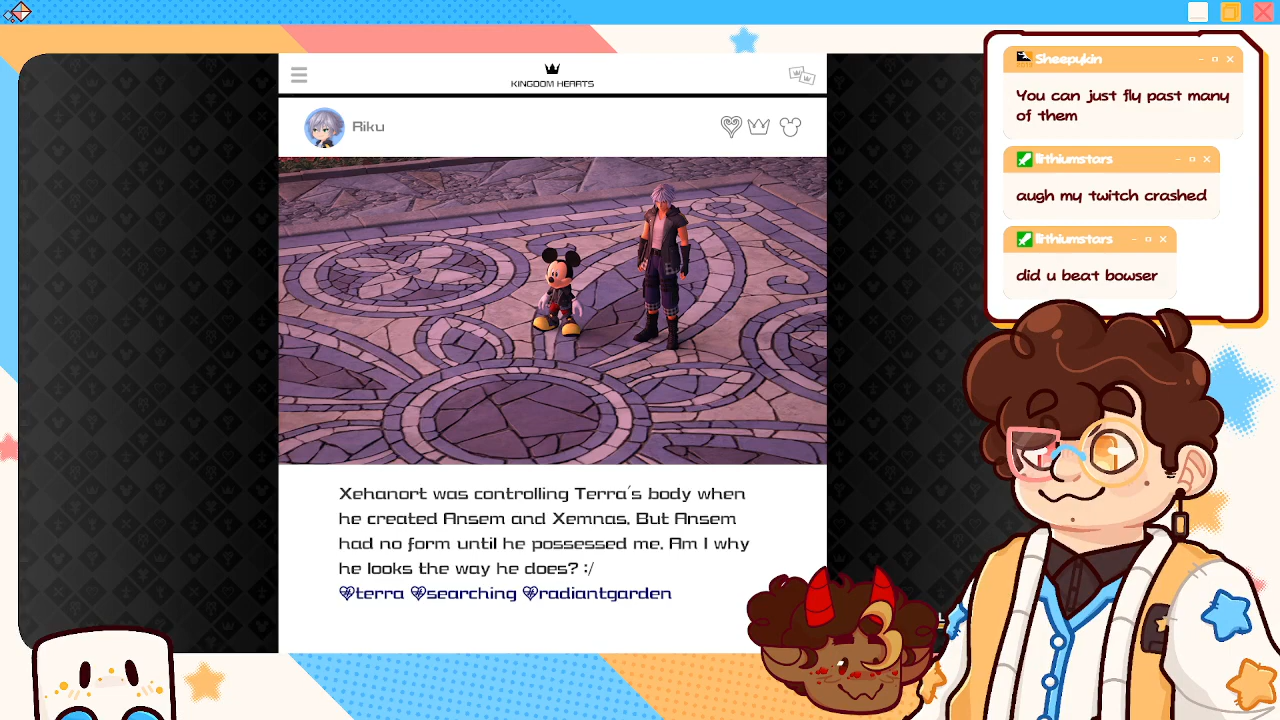 KINGDOM HEARTS
Riku
Xehanort was controlling Terra's body when
he created Ansem and Xemnas. But Ansem
had no form until he possessed me. Am I why
he looks the way he does? :/
terra searching radiantgarden
Sheepykin
You can just fly past many
of them
lithiumstars
augh my twitch crashed
lithiumstars
did u beat bowser